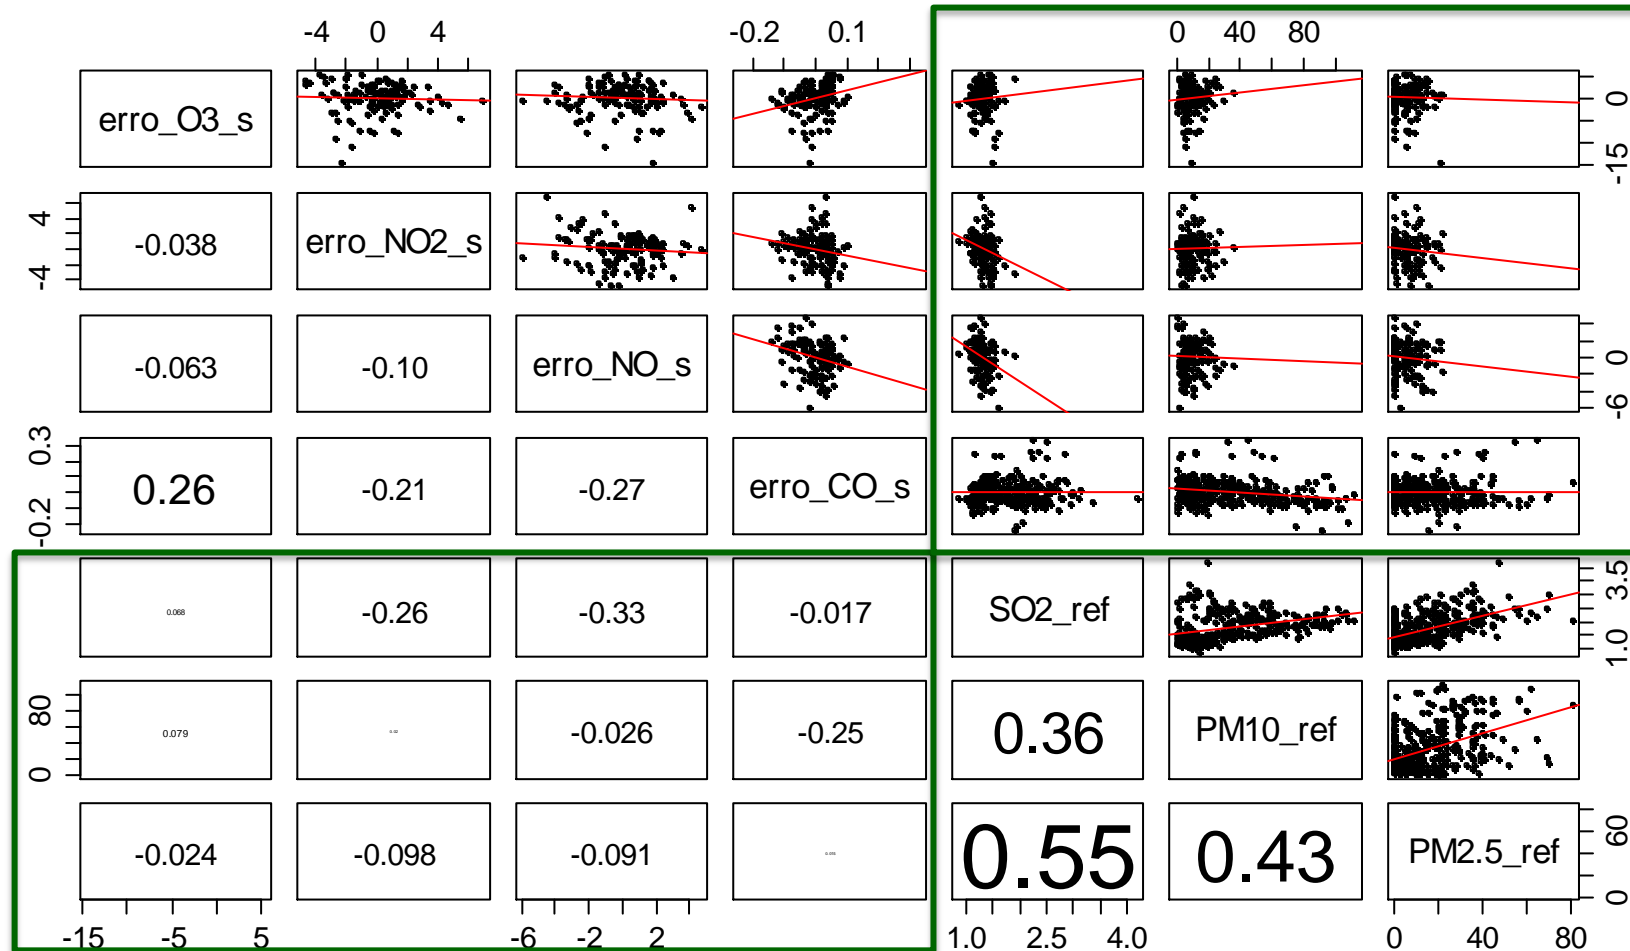 -4 0 4 -0.2 0.1 0 40 80
erro_O3_s 0 -15
4 -4 -0.038 erro_NO2_s
-0.063 -0.10 erro_NO_s 0 -6
0.3 -0.2 0.26 -0.21 -0.27 erro_CO_s
0.068 -0.26 -0.33 -0.017 SO2_ref 3.5 1.0
80 0 0.079 -0.026 -0.25 0.36 PM10_ref
-0.024 -0.098 -0.091 0.55 0.43 PM2.5_ref 60 0
-15 -5 5 -6 -2 2 1.0 2.5 4.0 0 40 80